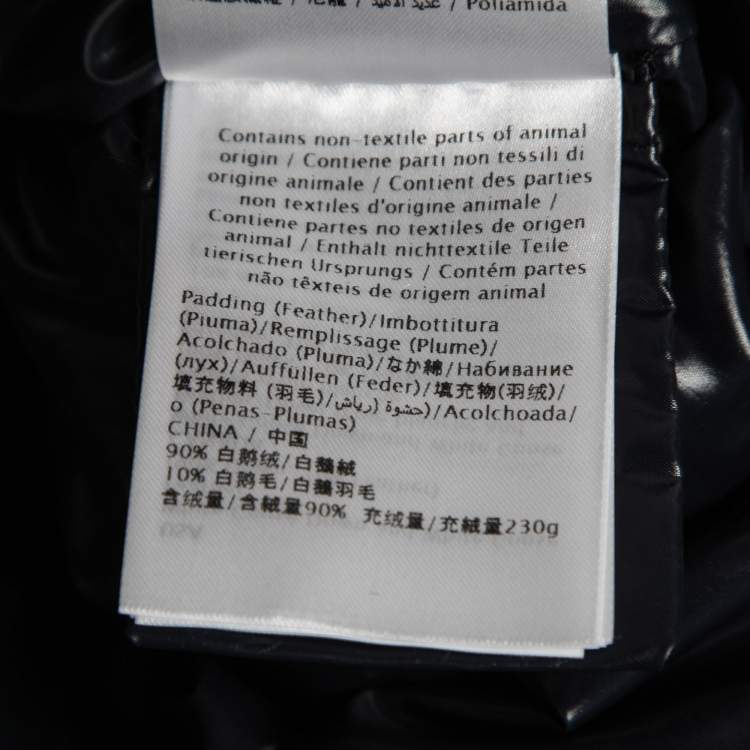 / Poliamida
Contains non-textile parts of animal
origin / Contiene parti non tessili di
origine animale / Contient des parties
non textiles d'origine animale /
Contiene partes no textiles de origen
animal / Enthält nichttextile Teile
tierischen Ursprungs / Contém partes
não têxteis de origem animal
Padding (Feather)/Imbottitura
(Piuma)/Remplissage (Plume)/
Acolchado (Pluma)/なか綿/Набивание
(лух)/Auffüllen (Feder)/填充物(羽绒)/
填充物料 (羽毛)/حشوة (رياش)/Acolchoada/
o (Penas-Plumas)
CHINA / 中国
90% 白鹅绒/白鵝絨
10% 白鹅毛/白鵝羽毛
含绒量/含絨量90% 充绒量/充絨量230g
USA